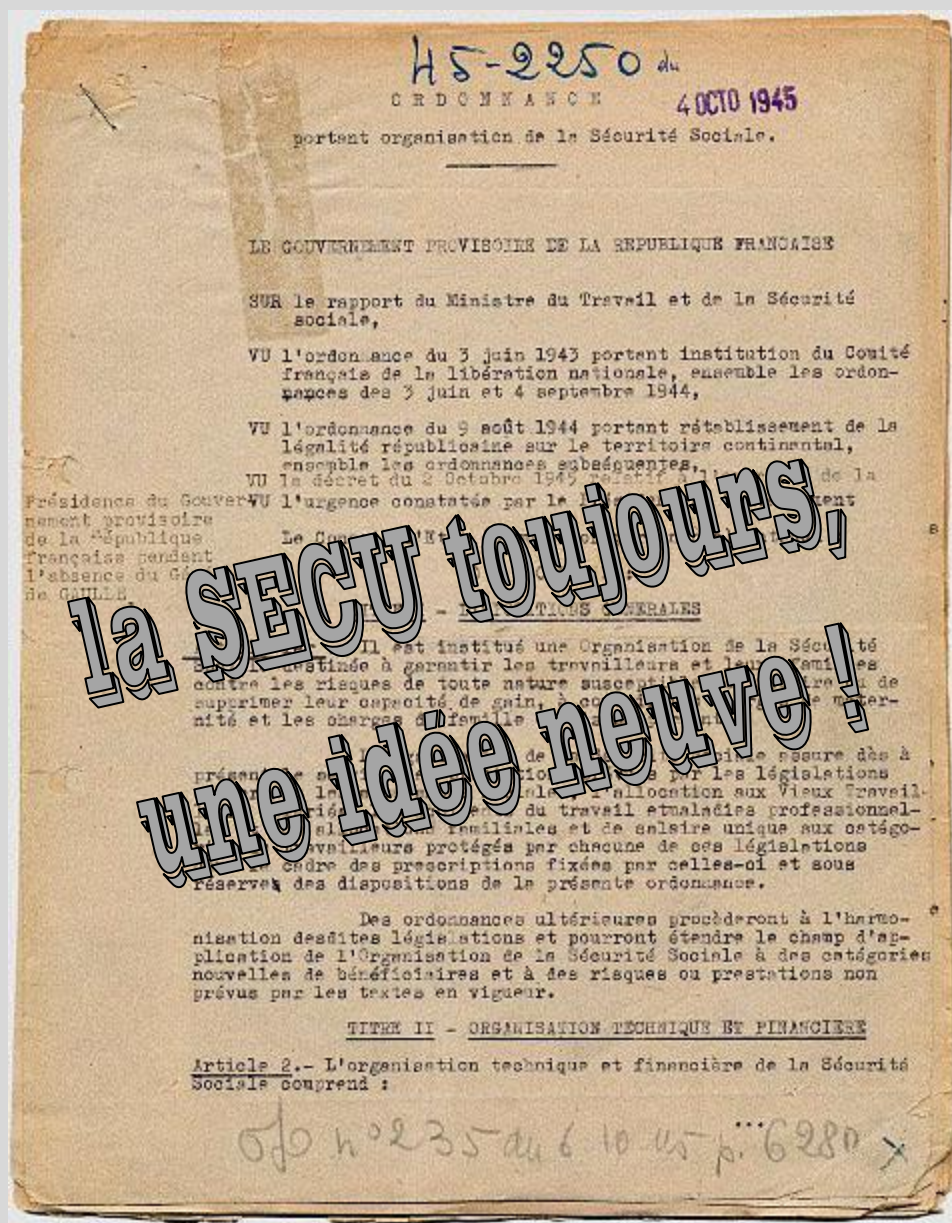 45-2250 du
ORDONNANCE
4 OCTO 1945
portant organisation de la Sécurité Sociale.
LE GOUVERNEMENT PROVISOIRE DE LA REPUBLIQUE FRANCAISE
SUR le rapport du Ministre du Travail et de la Sécurité
sociale,
VU l'ordonnance du 3 juin 1943 portant institution du Comité
français de la libération nationale, ensemble les ordon-
nances des 3 juin et 4 septembre 1944,
VU l'ordonnance du 9 août 1944 portant rétablissement de la
légalité républicaine sur le territoire continental,
ensemble les ordonnances subséquentes,
VU le décret du 2 Octobre 1945 relatif à de la
Présidence du Gouver-
nement provisoire
de la République
française pendant
l'absence du
de GAULLE
VU l'urgence constatée par le
Le
la SECU toujours,
une idée neuve !
- GENERALES
Il est institué une Organisation de la Sécurité
destinée à garantir les travailleurs et leurs familles
contre les risques de toute nature de
supprimer leur capacité de gain, mater-
nité et les charges de famille
de assure dès à
par les législations
allocation aux Vieux Travail-
du travail etmaladies professionnel-
familiales et de salaire unique aux catégo-
travailleurs protégés par chacune de ces législations
cadre des prescriptions fixées par celles-ci et sous
réserves des dispositions de la présente ordonnance.
Des ordonnances ultérieures procèderont à l'harmo-
nisation desdites législations et pourront étendre le champ d'ap-
plication de l'Organisation de la Sécurité Sociale à des catégories
nouvelles de bénéficiaires et à des risques ou prestations non
prévus par les textes en vigueur.
TITRE II - ORGANISATION TECHNIQUE ET FINANCIERE
Article 2.- L'organisation technique et financière de la Sécurité
Sociale comprend :
...
n° 235 du 6 10 45 p. 6280